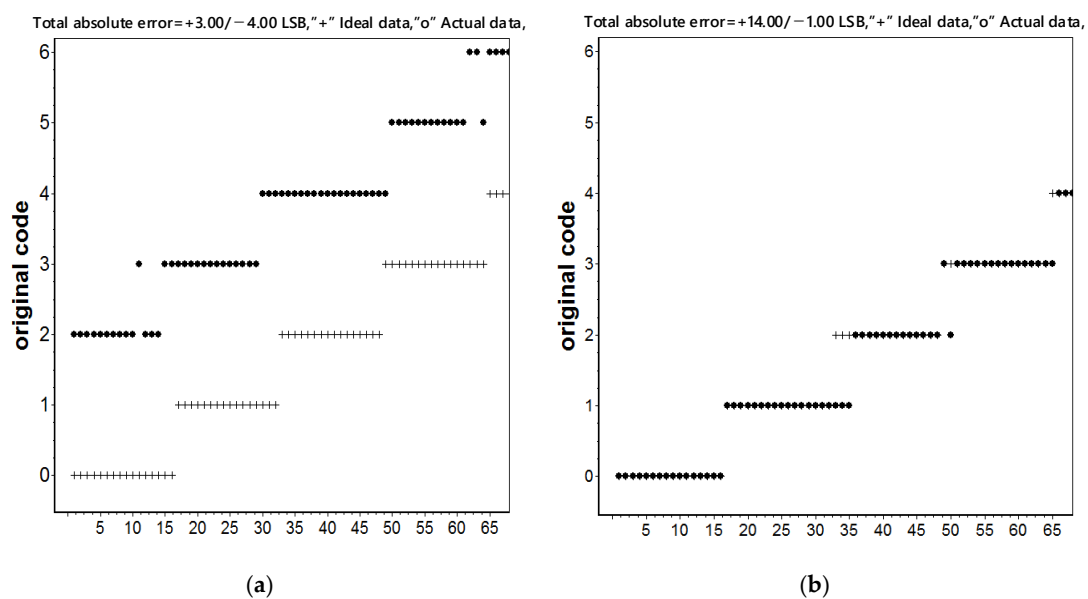 Total absolute error=+3.00/−4.00 LSB,"+" Ideal data,"o" Actual data,
6
5
4
3
2
1
0
original code
5 10 15 20 25 30 35 40 45 50 55 60 65
(a)
Total absolute error=+14.00/−1.00 LSB,"+" Ideal data,"o" Actual data,
6
5
4
3
2
1
0
original code
5 10 15 20 25 30 35 40 45 50 55 60 65
(b)